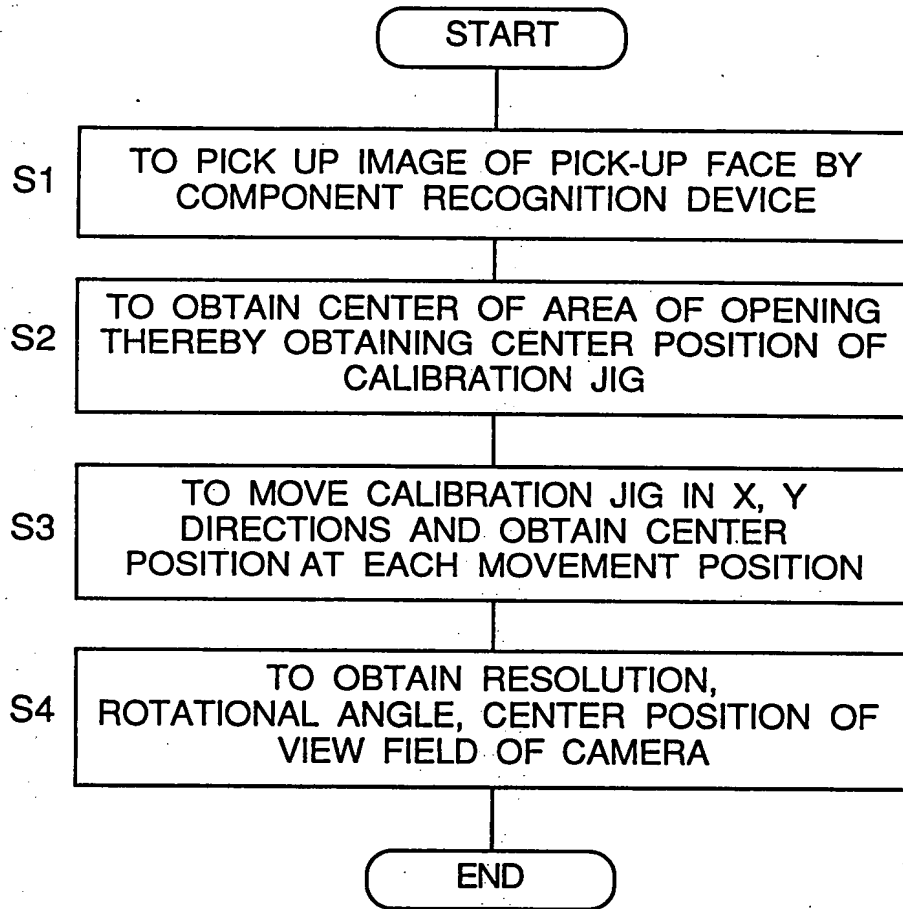 START
S1
TO PICK UP IMAGE OF PICK-UP FACE BY
COMPONENT RECOGNITION DEVICE
S2
TO OBTAIN CENTER OF AREA OF OPENING
THEREBY OBTAINING CENTER POSITION OF
CALIBRATION JIG
S3
TO MOVE CALIBRATION JIG IN X, Y
DIRECTIONS AND OBTAIN CENTER
POSITION AT EACH MOVEMENT POSITION
S4
TO OBTAIN RESOLUTION,
ROTATIONAL ANGLE, CENTER POSITION OF
VIEW FIELD OF CAMERA
END